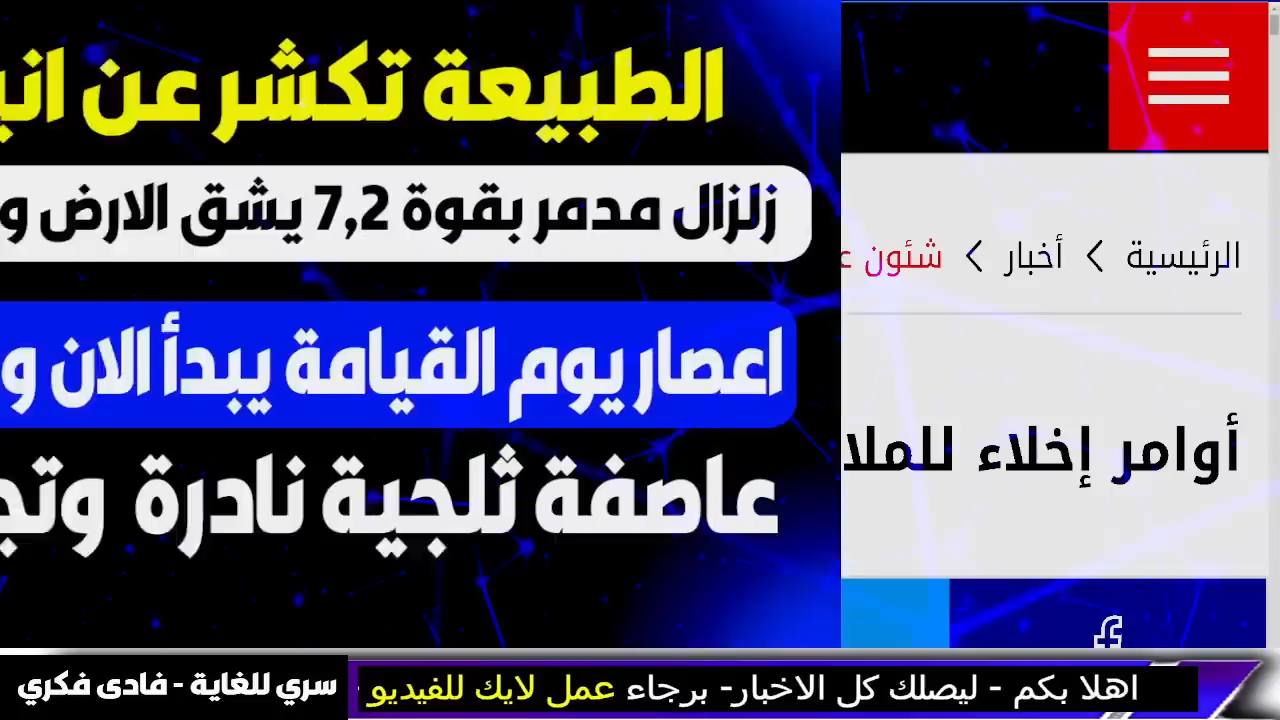 الطبيعة تكشر عن
زلزال مدمر بقوة 7,2 يشق الارض و
اعصار يوم القيامة يبدأ الان و
عاصفة ثلجية نادرة
الرئيسية > أخبار > شئون
أوامر إخلاء
سري للغاية - فادى فكري
اهلا بكم - ليصلك كل الاخبار- برجاء عمل لايك للفيديو -